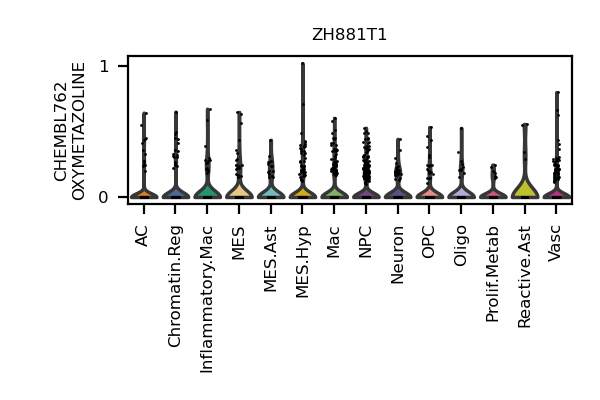 ZH881T1
CHEMBL762
OXYMETAZOLINE
1
0
AC
Chromatin.Reg
Inflammatory.Mac
MES
MES.Ast
MES.Hyp
Mac
NPC
Neuron
OPC
Oligo
Prolif.Metab
Reactive.Ast
Vasc